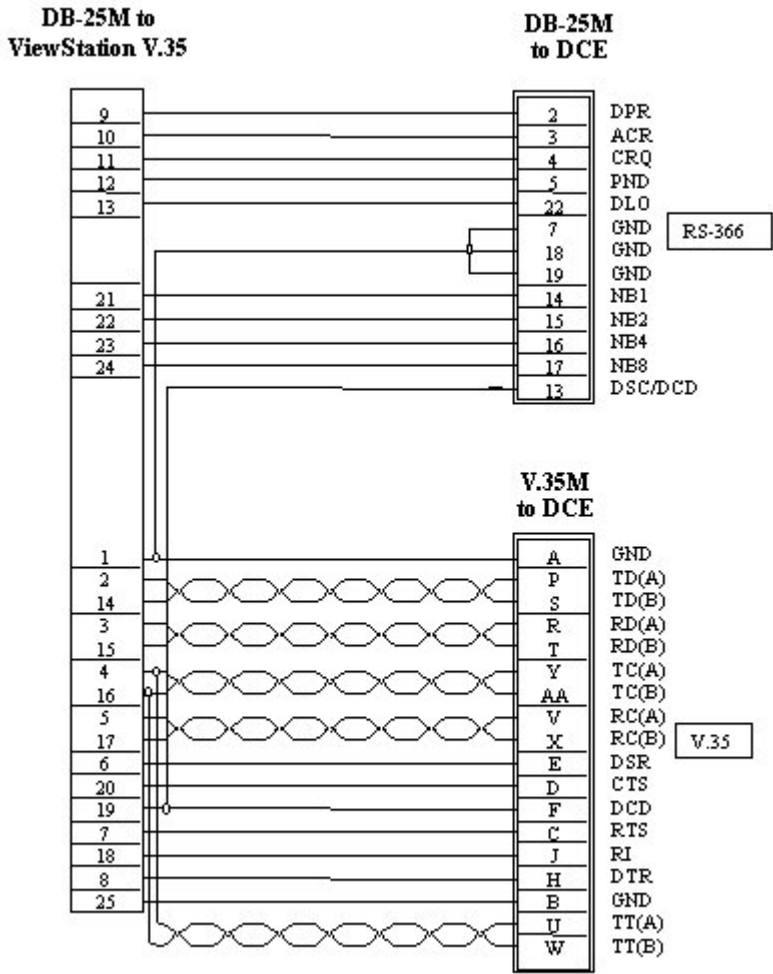 DB-25M to
ViewStation V.35
DB-25M
to DCE
9 2 DPR
10 3 ACR
11 4 CRQ
12 5 PND
13 22 DLO
7 GND
RS-366
18 GND
19 GND
21 14 NB1
22 15 NB2
23 16 NB4
24 17 NB8
13 DSC/DCD
V.35M
to DCE
1 A GND
2 P TD(A)
14 S TD(B)
3 R RD(A)
15 T RD(B)
4 Y TC(A)
16 AA TC(B)
5 V RC(A)
17 X RC(B)
V.35
6 E DSR
20 D CTS
19 F DCD
7 C RTS
18 J RI
8 H DTR
25 B GND
U TT(A)
W TT(B)